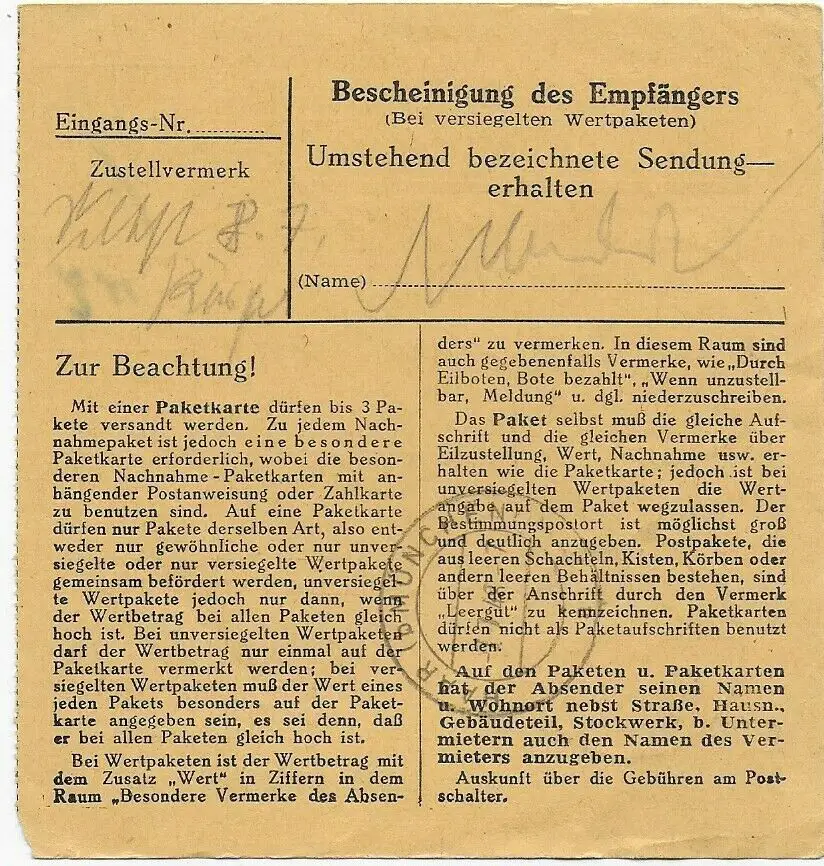 Eingangs-Nr.
Zustellvermerk
Bescheinigung des Empfängers
(Bei versiegelten Wertpaketen)
Umstehend bezeichnete Sendung—
erhalten
(Name)
Zur Beachtung!
Mit einer Paketkarte dürfen bis 3 Pa-
kete versandt werden. Zu jedem Nach-
nahmepaket ist jedoch eine besondere
Paketkarte erforderlich, wobei die beson-
deren Nachnahme-Paketkarten mit an-
hängender Postanweisung oder Zahlkarte
zu benutzen sind. Auf eine Paketkarte
dürfen nur Pakete derselben Art, also ent-
weder nur gewöhnliche oder nur unver-
siegelte oder nur versiegelte Wertpakete
gemeinsam befördert werden, unversiegel-
te Wertpakete jedoch nur dann, wenn
der Wertbetrag bei allen Paketen gleich
hoch ist. Bei unversiegelten Wertpaketen
darf der Wertbetrag nur einmal auf der
Paketkarte vermerkt werden; bei ver-
siegelten Wertpaketen muß der Wert eines
jeden Pakets besonders auf der Paket-
karte angegeben sein, es sei denn, daß
er bei allen Paketen gleich hoch ist.
Bei Wertpaketen ist der Wertbetrag mit
dem Zusatz „Wert" in Ziffern in dem
Raum „Besondere Vermerke des Absen-
ders" zu vermerken. In diesem Raum sind
auch gegebenenfalls Vermerke, wie „Durch
Eilboten, Bote bezahlt", „Wenn unzustell-
bar, Meldung" u. dgl. niederzuschreiben.
Das Paket selbst muß die gleiche Auf-
schrift und die gleichen Vermerke über
Eilzustellung, Wert, Nachnahme usw. er-
halten wie die Paketkarte; jedoch ist bei
unversiegelten Wertpaketen die Wert-
angabe auf dem Paket wegzulassen. Der
Bestimmungspostort ist möglichst groß
und deutlich anzugeben. Postpakete, die
aus leeren Schachteln, Kisten, Körben oder
andern leeren Behältnissen bestehen, sind
über der Anschrift durch den Vermerk
„Leergut" zu kennzeichnen. Paketkarten
dürfen nicht als Paketaufschriften benutzt
werden.
Auf den Paketen u. Paketkarten
hat der Absender seinen Namen
u. Wohnort nebst Straße, Hausn.,
Gebäudeteil, Stockwerk, b. Unter-
mietern auch den Namen des Ver-
mieters anzugeben.
Auskunft über die Gebühren am Post-
schalter.
HAAR (B MÜNCHEN)